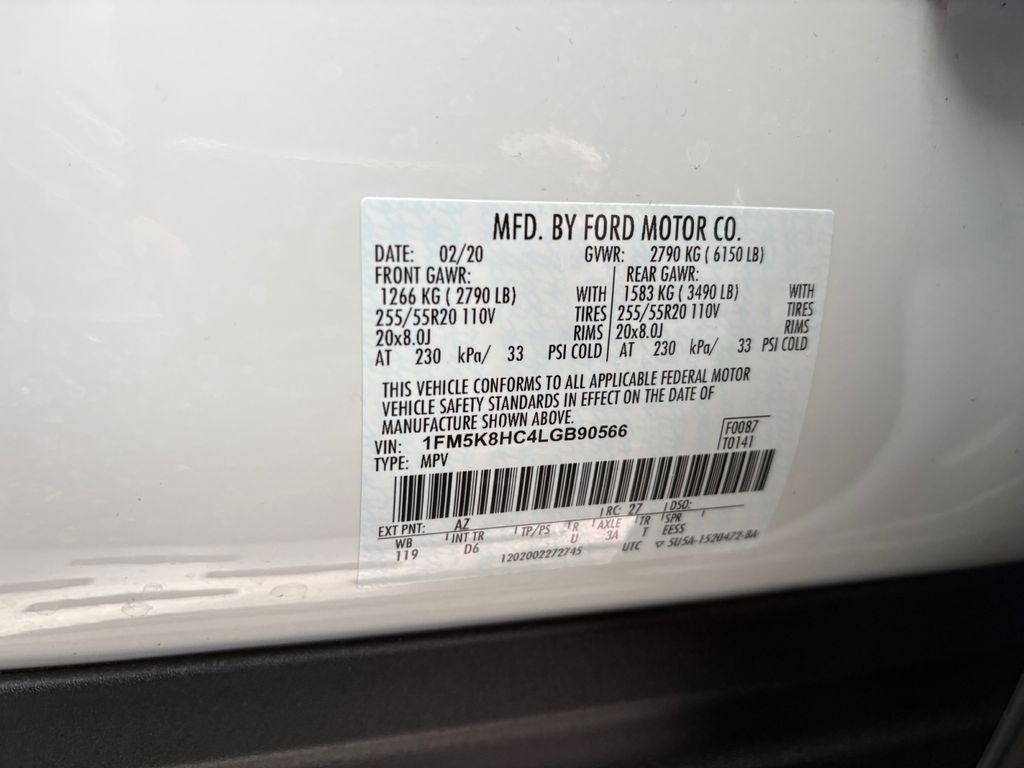 MFD. BY FORD MOTOR CO.
DATE: 02/20 GVWR: 2790 KG ( 6150 LB)
FRONT GAWR: REAR GAWR:
1266 KG ( 2790 LB) WITH 1583 KG ( 3490 LB) WITH
255/55R20 110V TIRES 255/55R20 110V TIRES
20x8.0J RIMS 20x8.0J RIMS
AT 230 kPa/ 33 PSI COLD AT 230 kPa/ 33 PSI COLD
THIS VEHICLE CONFORMS TO ALL APPLICABLE FEDERAL MOTOR
VEHICLE SAFETY STANDARDS IN EFFECT ON THE DATE OF
MANUFACTURE SHOWN ABOVE.
VIN: 1FM5K8HC4LGB90566 F0087
TYPE: MPV T0141
EXT PNT: AZ RC: 27 DSO:
WB INT TR TP/PS R AXLE TR SPR
119 D6 U 3A T EESS
1202002272745 UTC ▽ 5U5A-1520472-BA